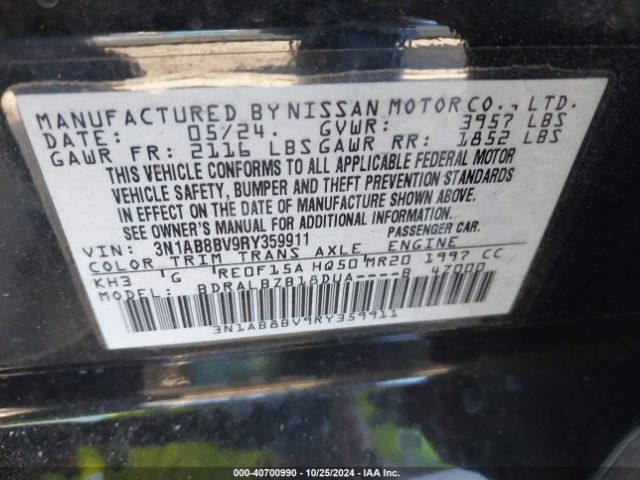 MANUFACTURED BY NISSAN MOTOR CO., LTD.
DATE: 05/24. GVWR: 3957 LBS
GAWR FR: 2116 LBS GAWR RR: 1852 LBS
THIS VEHICLE CONFORMS TO ALL APPLICABLE FEDERAL MOTOR
VEHICLE SAFETY, BUMPER AND THEFT PREVENTION STANDARDS
IN EFFECT ON THE DATE OF MANUFACTURE SHOWN ABOVE.
SEE OWNER'S MANUAL FOR MORE INFORMATION.
VIN: 3N1AB8BV9RY359911 PASSENGER CAR.
COLOR TRIM TRANS AXLE ENGINE
KH3 'G 'RE0F15A HQ50 MR20 1997 CC
MODEL: BDRALBZB18DUA----B 47000
3N1AB8BV9RY359911
000-40700990 - 10/25/2024 - IAA Inc.